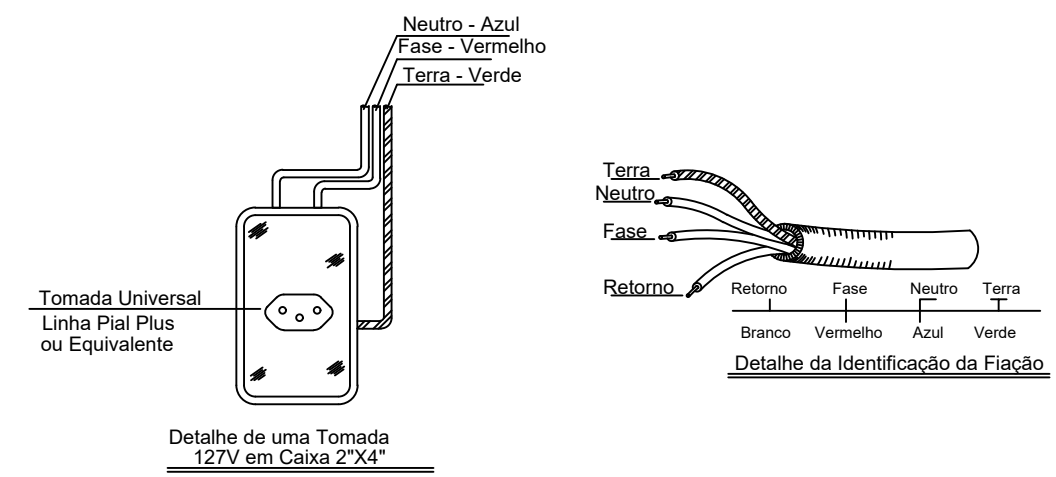 Neutro - Azul
Fase - Vermelho
Terra - Verde
Tomada Universal
Linha Pial Plus
ou Equivalente
Detalhe de uma Tomada
127V em Caixa 2"X4"
Terra
Neutro
Fase
Retorno
Retorno Fase Neutro Terra
Branco Vermelho Azul Verde
Detalhe da Identificação da Fiação